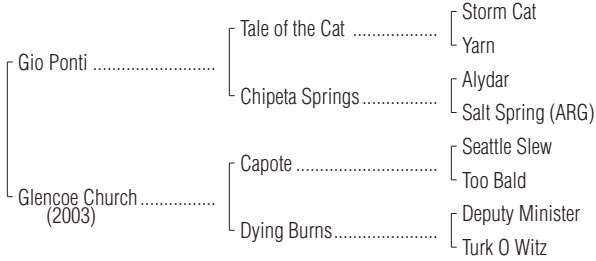 Storm Cat
Tale of the Cat ..................
Yarn
Gio Ponti ..........................
Alydar
Chipeta Springs................
Salt Spring (ARG)
Seattle Slew
Capote ..............................
Too Bald
Glencoe Church................
(2003)
Deputy Minister
Dying Burns......................
Turk O Witz